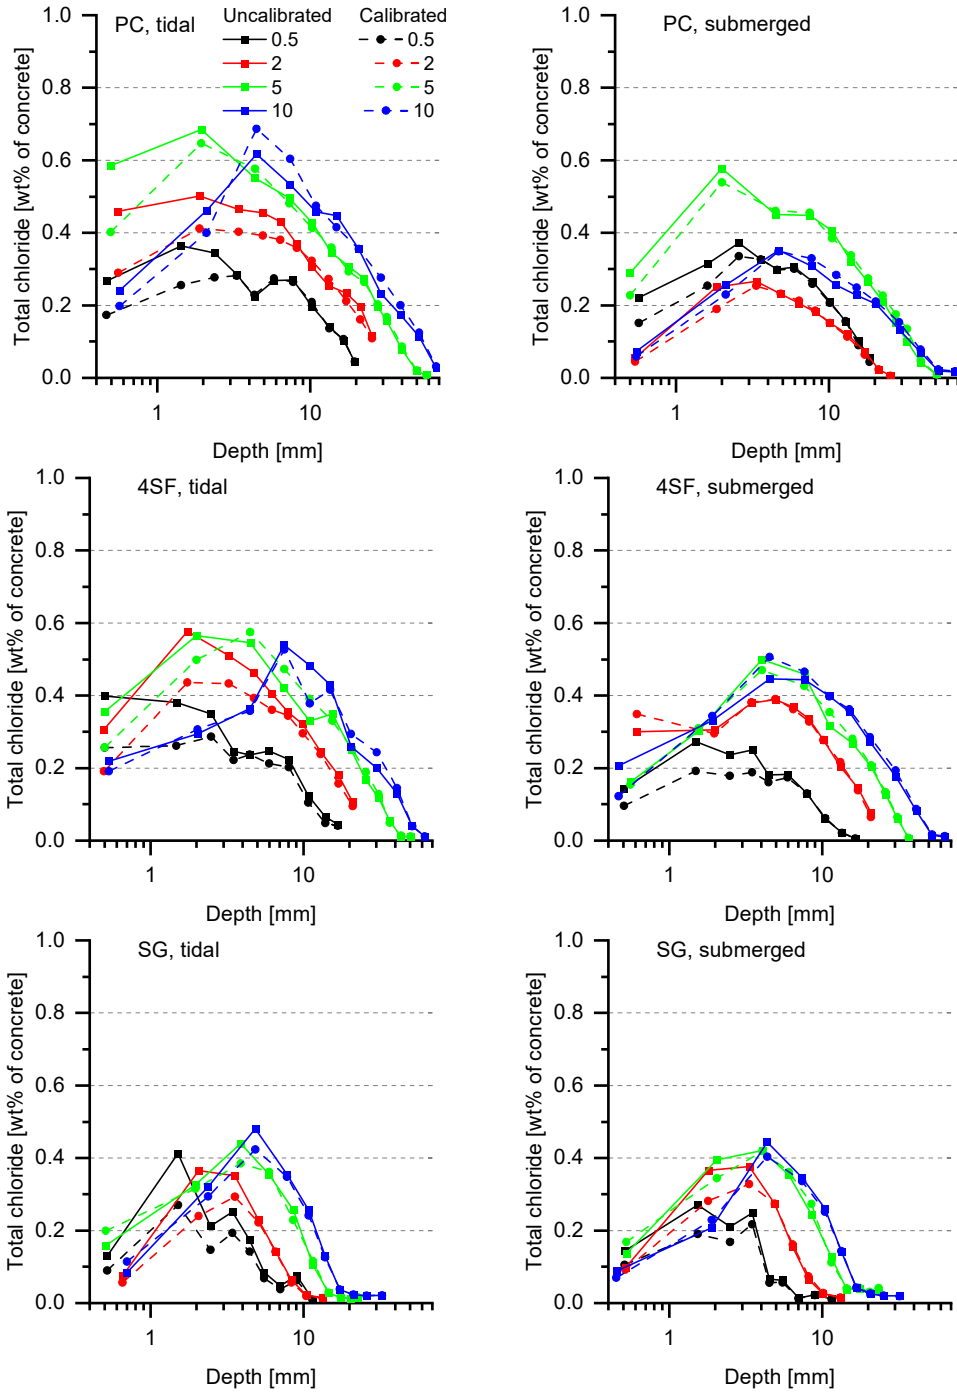 PC, tidal
Uncalibrated Calibrated
0.5 0.5
2 2
5 5
10 10
1.0
0.8
0.6
0.4
0.2
0.0
Total chloride [wt% of concrete]
1 10
Depth [mm]
PC, submerged
1.0
0.8
0.6
0.4
0.2
0.0
Total chloride [wt% of concrete]
1 10
Depth [mm]
4SF, tidal
1.0
0.8
0.6
0.4
0.2
0.0
Total chloride [wt% of concrete]
1 10
Depth [mm]
4SF, submerged
1.0
0.8
0.6
0.4
0.2
0.0
Total chloride [wt% of concrete]
1 10
Depth [mm]
SG, tidal
1.0
0.8
0.6
0.4
0.2
0.0
Total chloride [wt% of concrete]
1 10
Depth [mm]
SG, submerged
1.0
0.8
0.6
0.4
0.2
0.0
Total chloride [wt% of concrete]
1 10
Depth [mm]